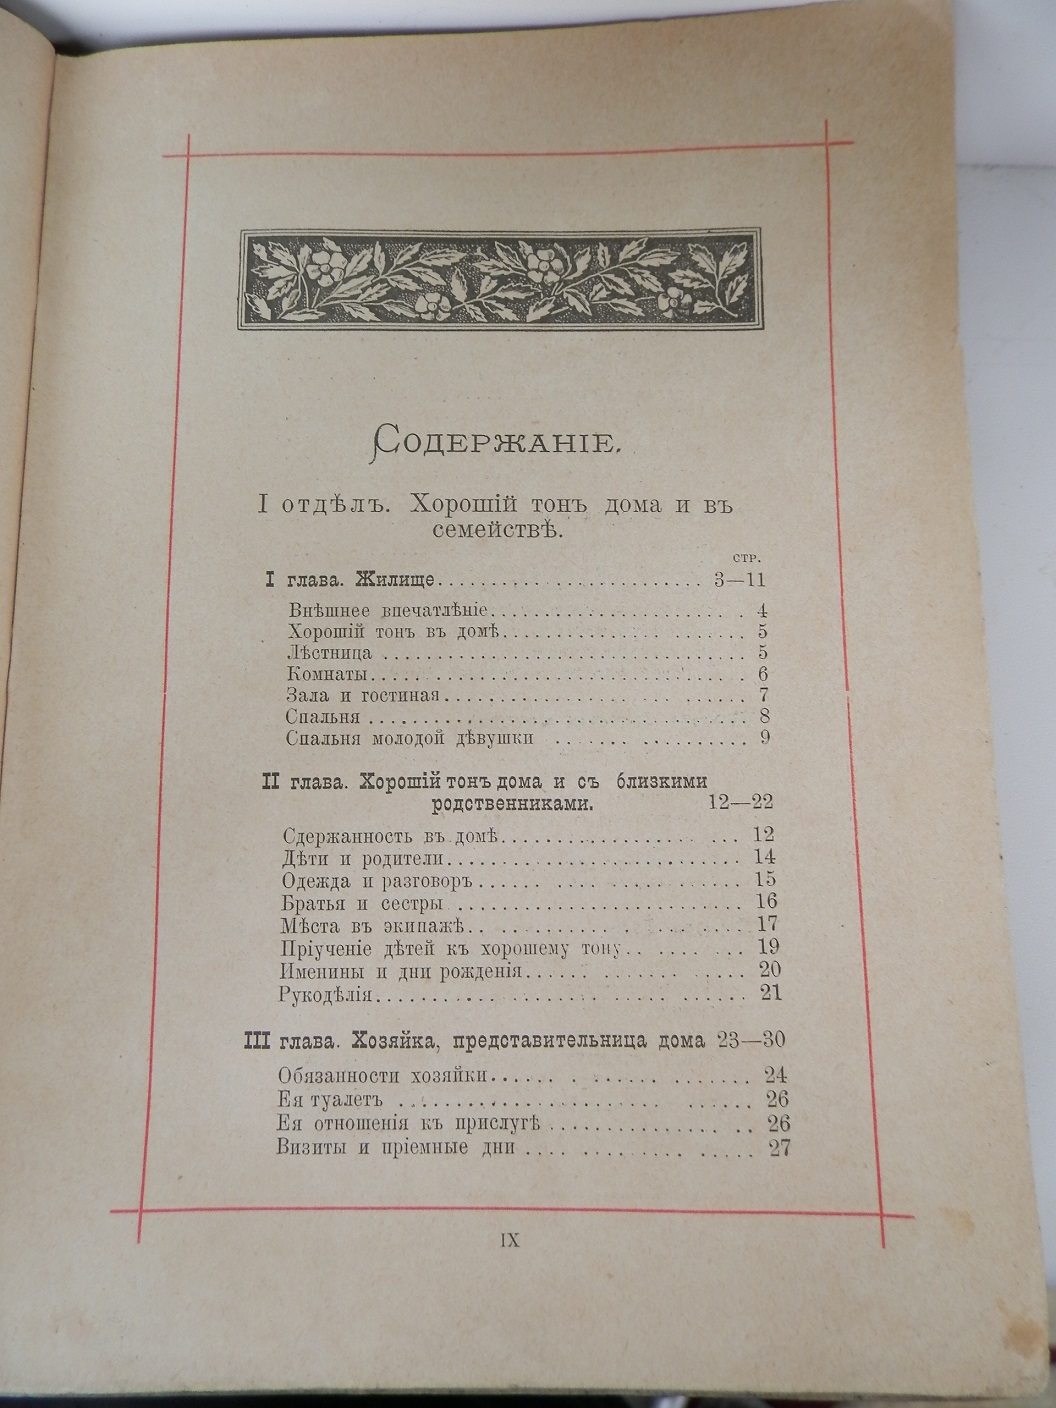 Содержаніе.
I отдѣлъ. Хорошій тонъ дома и въ
семействѣ.
стр.
I глава. Жилище......................... 3—11
Внѣшнее впечатлѣніе........................ 4
Хорошій тонъ въ домѣ...................... 5
Лѣстница .................................. 5
Комнаты................................... 6
Зала и гостиная............................ 7
Спальня ................................... 8
Спальня молодой дѣвушки ................ 9
II глава. Хорошій тонъ дома и съ близкими
родственниками. 12—22
Сдержанность въ домѣ..................... 12
Дѣти и родители........................... 14
Одежда и разговоръ....................... 15
Братья и сестры .......................... 16
Мѣста въ экипажѣ......................... 17
Пріученіе дѣтей къ хорошему тону.......... 19
Именины и дни рожденія................... 20
Рукодѣлія................................. 21
III глава. Хозяйка, представительница дома 23—30
Обязанности хозяйки....................... 24
Ея туалетъ ............................... 26
Ея отношенія къ прислугѣ ................. 26
Визиты и пріемные дни .................... 27
IX